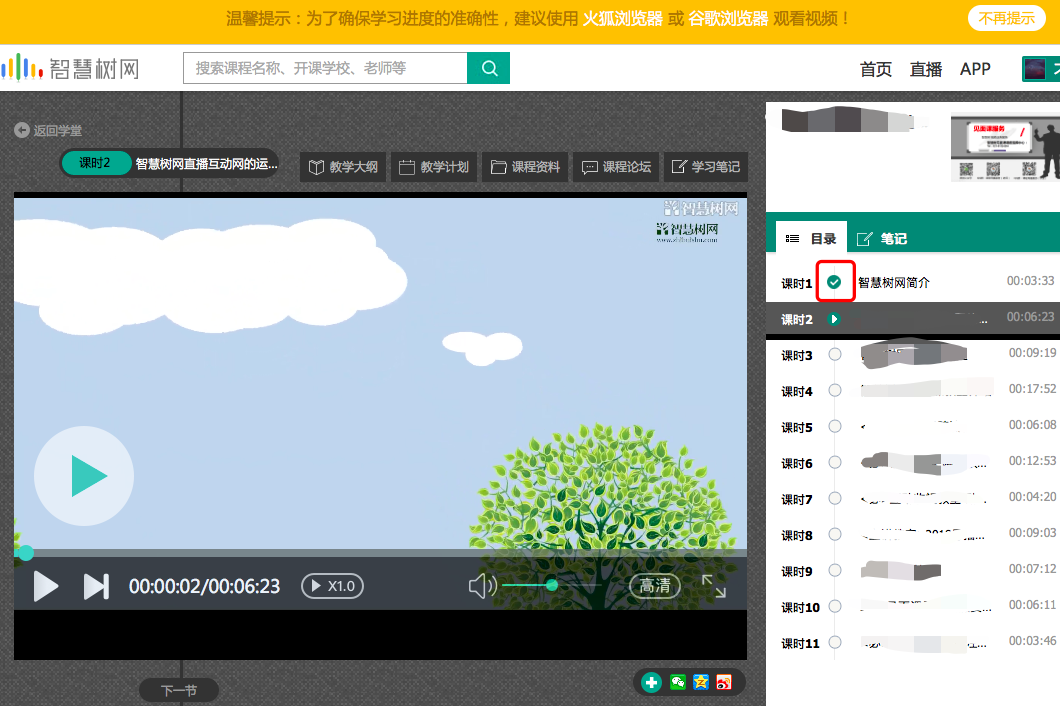 温馨提示：为了确保学习进度的准确性，建议使用 火狐浏览器 或 谷歌浏览器 观看视频！
不再提示
智慧树网
搜索课程名称、开课学校、老师等
首页 直播 APP
返回学堂
课时2 智慧树网直播互动网的运...
教学大纲 教学计划 课程资料 课程论坛 学习笔记
见面课服务
智慧树网
智慧树网
www.zhihuishu.com
目录 笔记
课时1 智慧树网简介 00:03:33
课时2 ... 00:06:23
课时3 00:09:19
课时4 00:17:52
课时5 00:06:08
课时6 ... 00:12:53
课时7 00:04:20
课时8 ... 00:09:03
课时9 00:07:12
课时10 00:06:11
课时11 ... 00:03:46
00:00:02/00:06:23 X1.0 高清
下一节